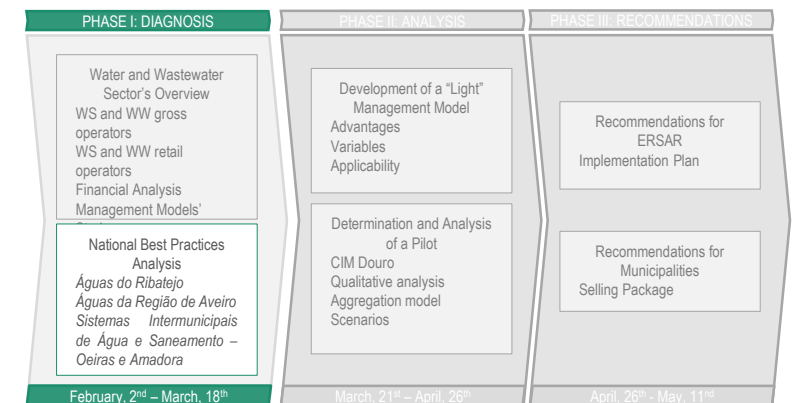 PHASE I: DIAGNOSIS
Water and Wastewater
Sector's Overview
WS and WW gross
operators
WS and WW retail
operators
Financial Analysis
Management Models'
National Best Practices
Analysis
Águas do Ribatejo
Águas da Região de Aveiro
Sistemas Intermunicipais
de Água e Saneamento –
Oeiras e Amadora
February, 2nd – March, 18th
PHASE II: ANALYSIS
Development of a "Light"
Management Model
Advantages
Variables
Applicability
Determination and Analysis
of a Pilot
CIM Douro
Qualitative analysis
Aggregation model
Scenarios
March, 21st – April, 26th
PHASE III: RECOMMENDATIONS
Recommendations for
ERSAR
Implementation Plan
Recommendations for
Municipalities
Selling Package
April, 26th - May, 11nd